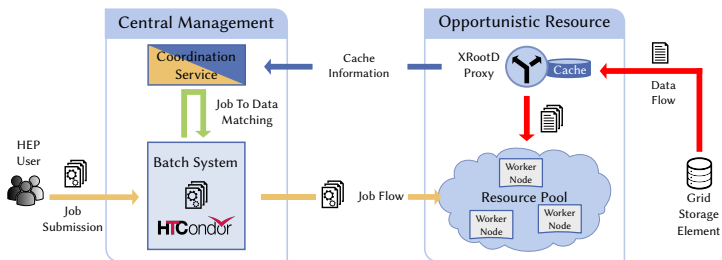 Central Management
Opportunistic Resource
Coordination
Service
Cache
Information
XRootD
Proxy
Cache
Data
Flow
Job To Data
Matching
HEP
User
Batch System
HTCondor
Job
Submission
Job Flow
Worker
Node
Resource Pool
Worker
Node
Worker
Node
Grid
Storage
Element